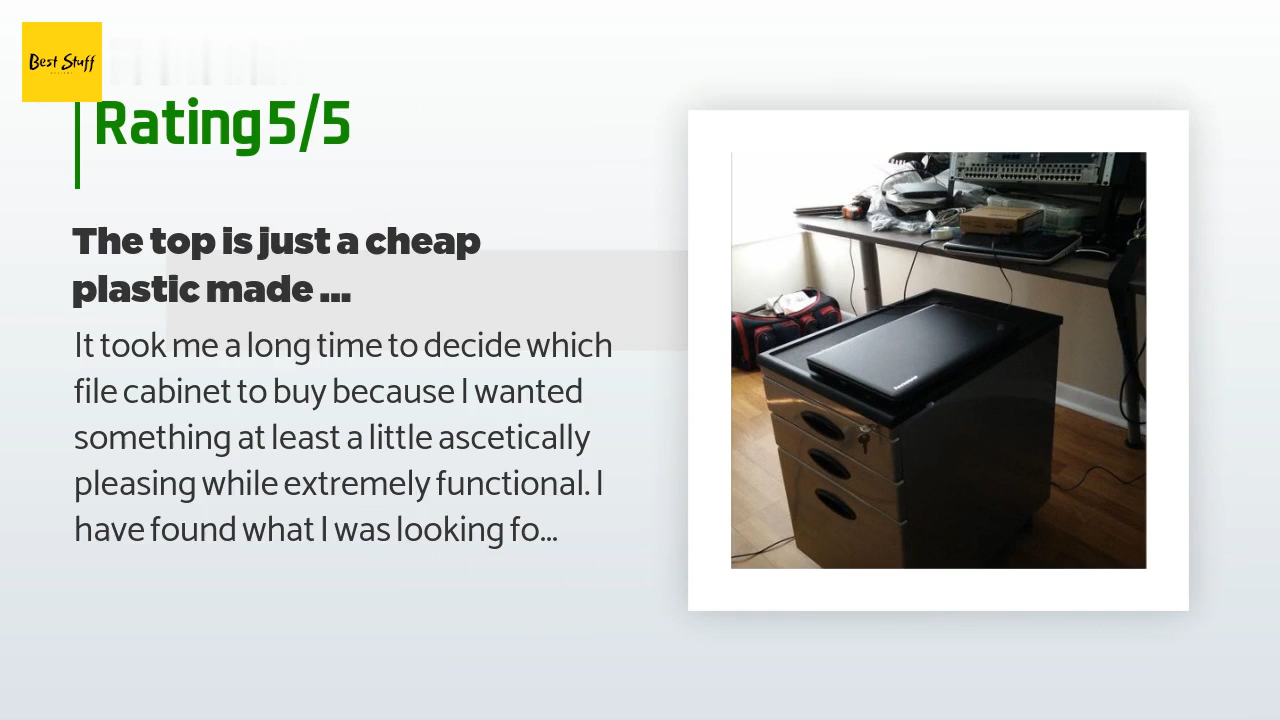 Best Stuff
Rating 5/5
The top is just a cheap
plastic made ...
It took me a long time to decide which
file cabinet to buy because I wanted
something at least a little ascetically
pleasing while extremely functional. I
have found what I was looking fo...